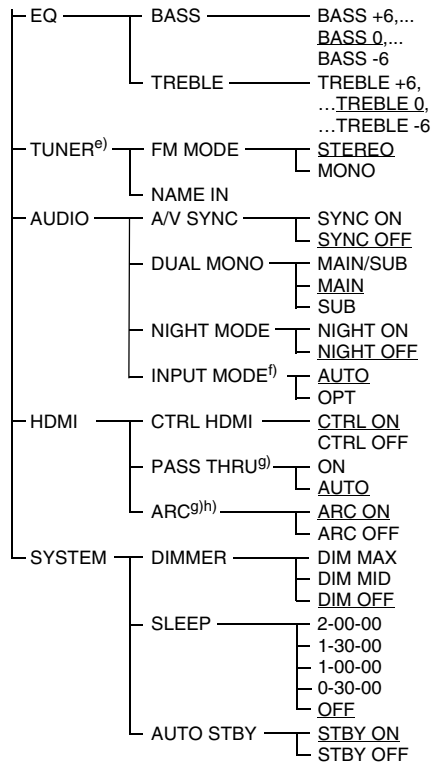 EQ BASS BASS +6,...
BASS 0,...
BASS -6
TREBLE TREBLE +6,
...TREBLE 0,
...TREBLE -6
TUNERe) FM MODE STEREO
MONO
NAME IN
AUDIO A/V SYNC SYNC ON
SYNC OFF
DUAL MONO MAIN/SUB
MAIN
SUB
NIGHT MODE NIGHT ON
NIGHT OFF
INPUT MODEf) AUTO
OPT
HDMI CTRL HDMI CTRL ON
CTRL OFF
PASS THRUg) ON
AUTO
ARCg)h) ARC ON
ARC OFF
SYSTEM DIMMER DIM MAX
DIM MID
DIM OFF
SLEEP 2-00-00
1-30-00
1-00-00
0-30-00
OFF
AUTO STBY STBY ON
STBY OFF